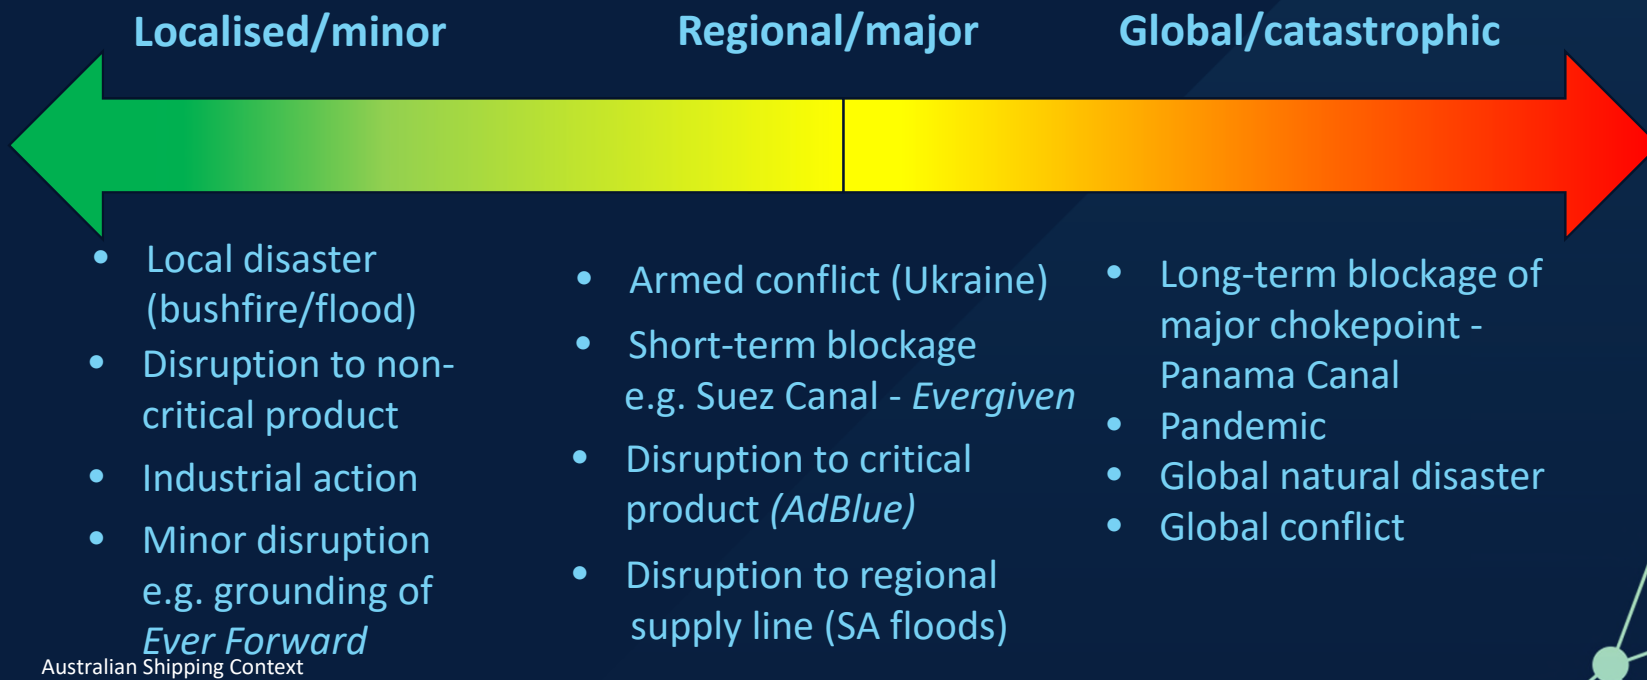 Localised/minor
Regional/major
Global/catastrophic
• Local disaster
(bushfire/flood)
• Disruption to non-
critical product
• Industrial action
• Minor disruption
e.g. grounding of
Ever Forward
• Armed conflict (Ukraine)
• Short-term blockage
e.g. Suez Canal - Evergiven
• Disruption to critical
product (AdBlue)
• Disruption to regional
supply line (SA floods)
• Long-term blockage of
major chokepoint -
Panama Canal
• Pandemic
• Global natural disaster
• Global conflict
Australian Shipping Context